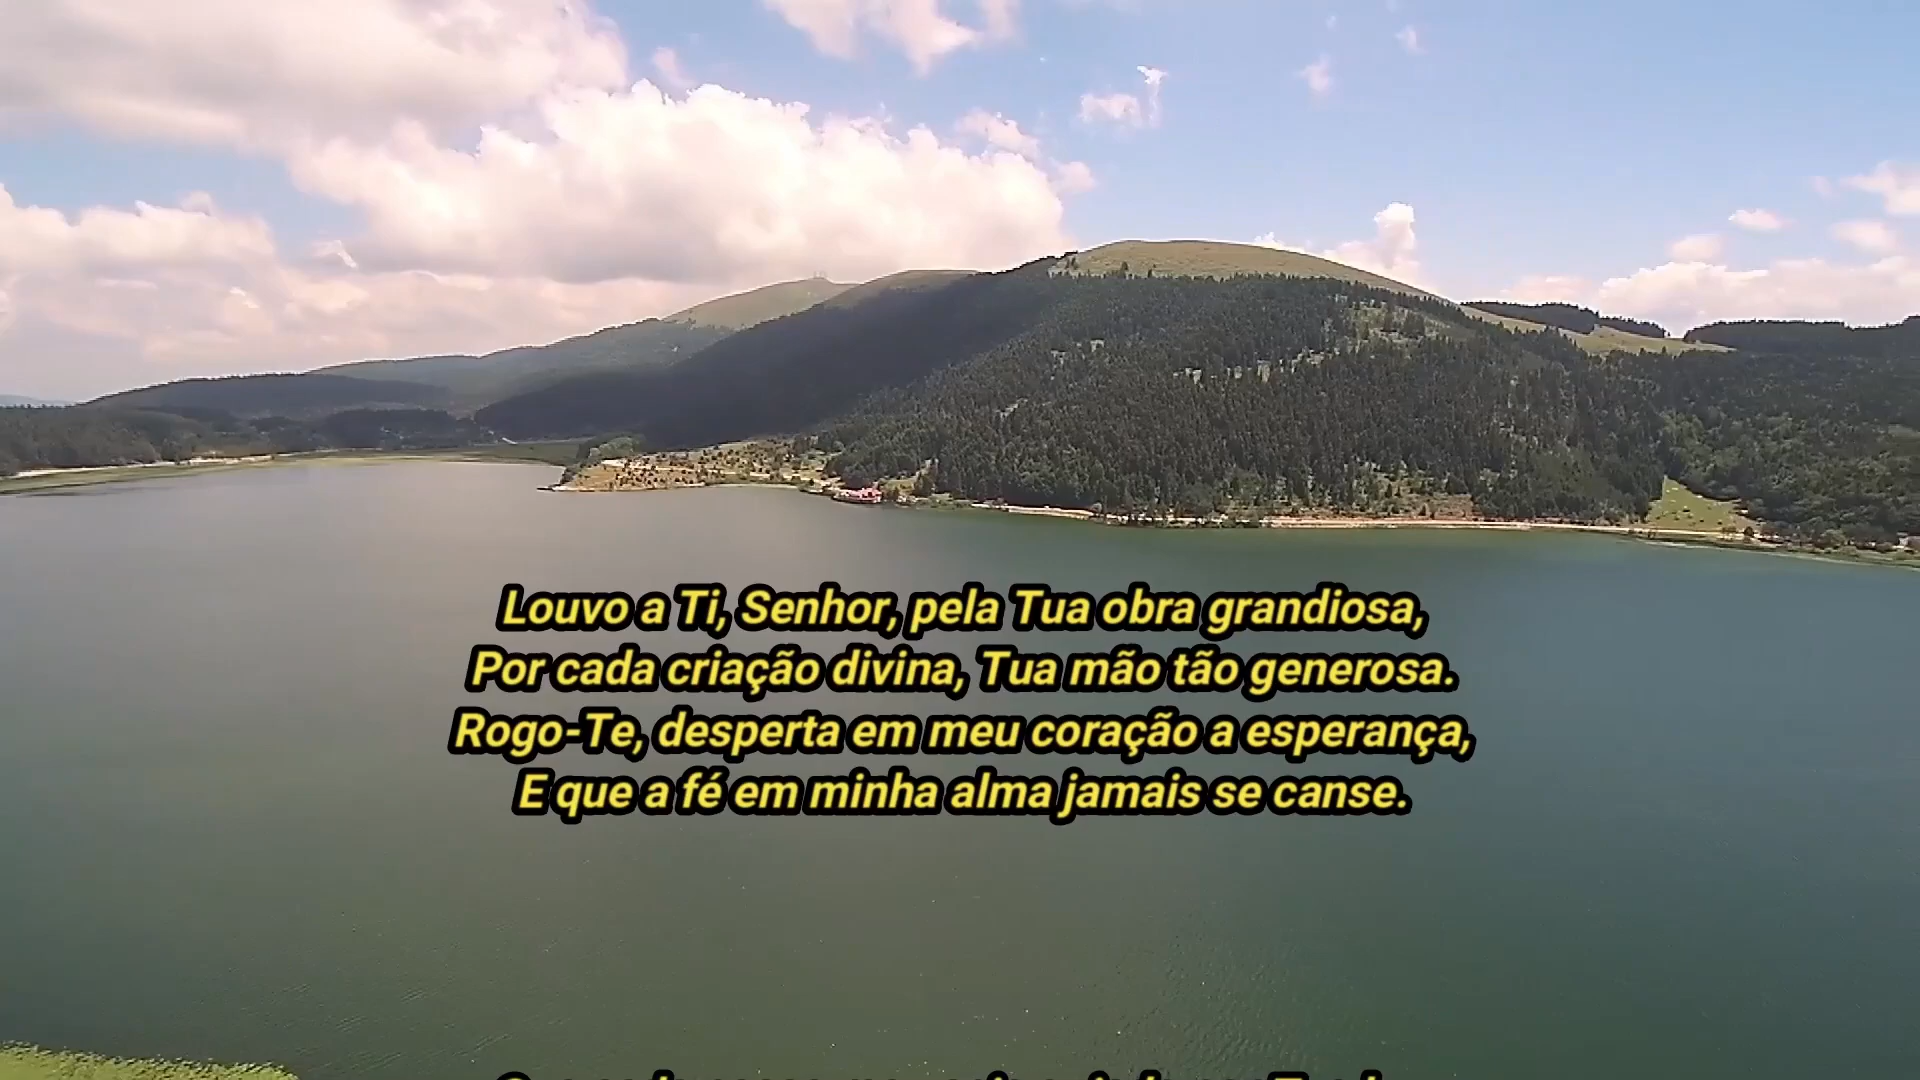 Louvo a Ti, Senhor, pela Tua obra grandiosa,
Por cada criação divina, Tua mão tão generosa.
Rogo-Te, desperta em meu coração a esperança,
E que a fé em minha alma jamais se canse.